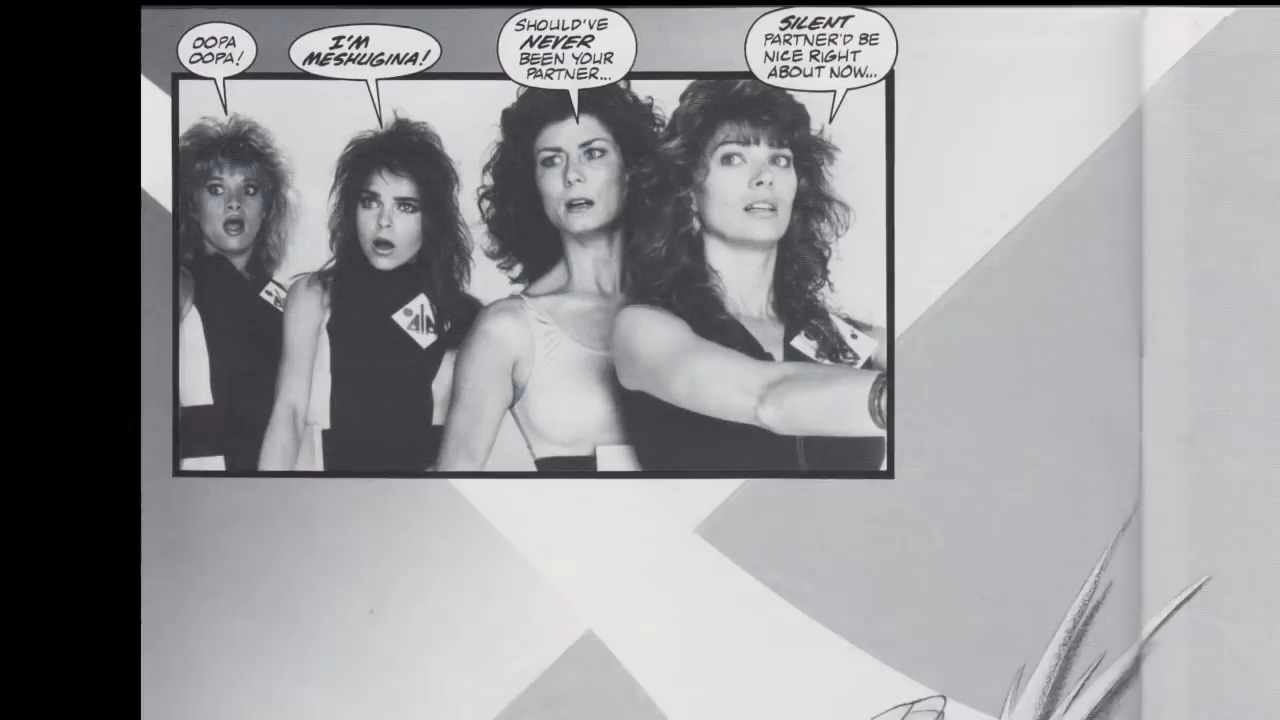 OOPA
OOPA!
I'M
MESHUGINA!
SHOULD'VE
NEVER
BEEN YOUR
PARTNER...
SILENT
PARTNER'D BE
NICE RIGHT
ABOUT NOW...